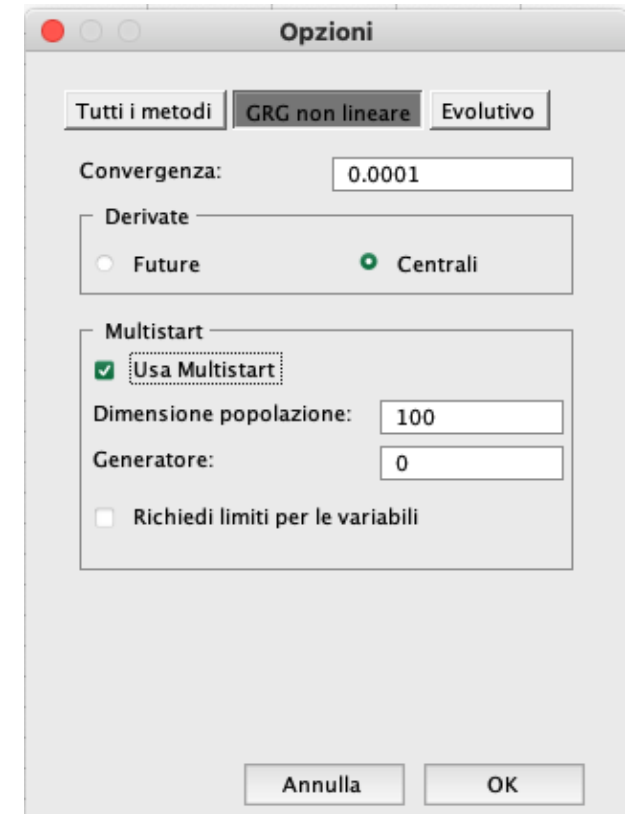 Opzioni
Tutti i metodi GRG non lineare Evolutivo
Convergenza: 0.0001
Derivate
Future Centrali
Multistart
Usa Multistart
Dimensione popolazione: 100
Generatore: 0
Richiedi limiti per le variabili
Annulla OK